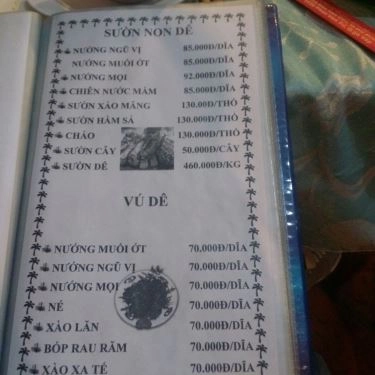 SƯỜN NON DÊ
NƯỚNG NGŨ VỊ 85.000Đ/DĨA
NƯỚNG MUỐI ỚT 85.000Đ/DĨA
NƯỚNG MỌI 92.000Đ/DĨA
CHIÊN NƯỚC MẮM 85.000Đ/DĨA
SƯỜN XÁO MĂNG 130.00Đ/THỐ
SƯỜN HẦM SẢ 130.000Đ/THỐ
CHÁO 130.000Đ/THỐ
SƯỜN CÂY 50.000Đ/CÂY
SƯỜN DÊ 460.000Đ/KG
VÚ DÊ
NƯỚNG MUỐI ỚT 70.000Đ/DĨA
NƯỚNG NGŨ VỊ 70.000Đ/DĨA
NƯỚNG MỌI 70.000Đ/DĨA
NÉ 70.000Đ/DĨA
XÀO LĂN 70.000Đ/DĨA
BÓP RAU RĂM 70.000Đ/DĨA
XÀO XA TẾ 70.000Đ/DĨA